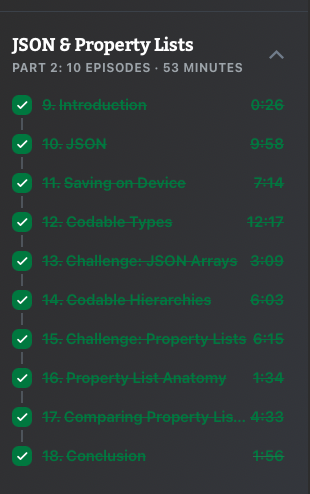 JSON & Property Lists
PART 2: 10 EPISODES · 53 MINUTES
9. Introduction 0:26
10. JSON 9:58
11. Saving on Device 7:14
12. Codable Types 12:17
13. Challenge: JSON Arrays 3:09
14. Codable Hierarchies 6:03
15. Challenge: Property Lists 6:15
16. Property List Anatomy 1:34
17. Comparing Property Lis... 4:33
18. Conclusion 1:56